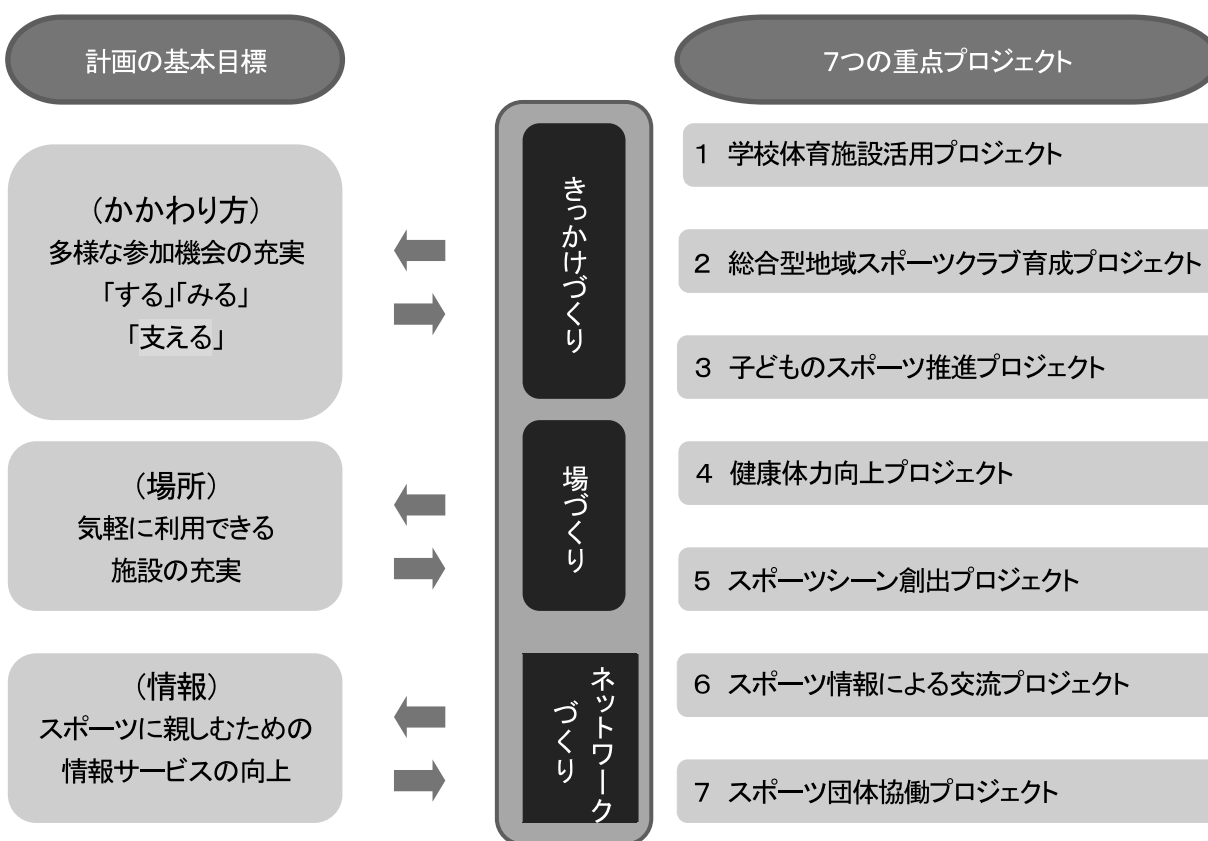 計画の基本目標
（かかわり方）
多様な参加機会の充実
「する」「みる」
「支える」
（場所）
気軽に利用できる
施設の充実
（情報）
スポーツに親しむための
情報サービスの向上
きっかけづくり
場づくり
ネットワーク
づくり
7つの重点プロジェクト
1 学校体育施設活用プロジェクト
2 総合型地域スポーツクラブ育成プロジェクト
3 子どものスポーツ推進プロジェクト
4 健康体力向上プロジェクト
5 スポーツシーン創出プロジェクト
6 スポーツ情報による交流プロジェクト
7 スポーツ団体協働プロジェクト